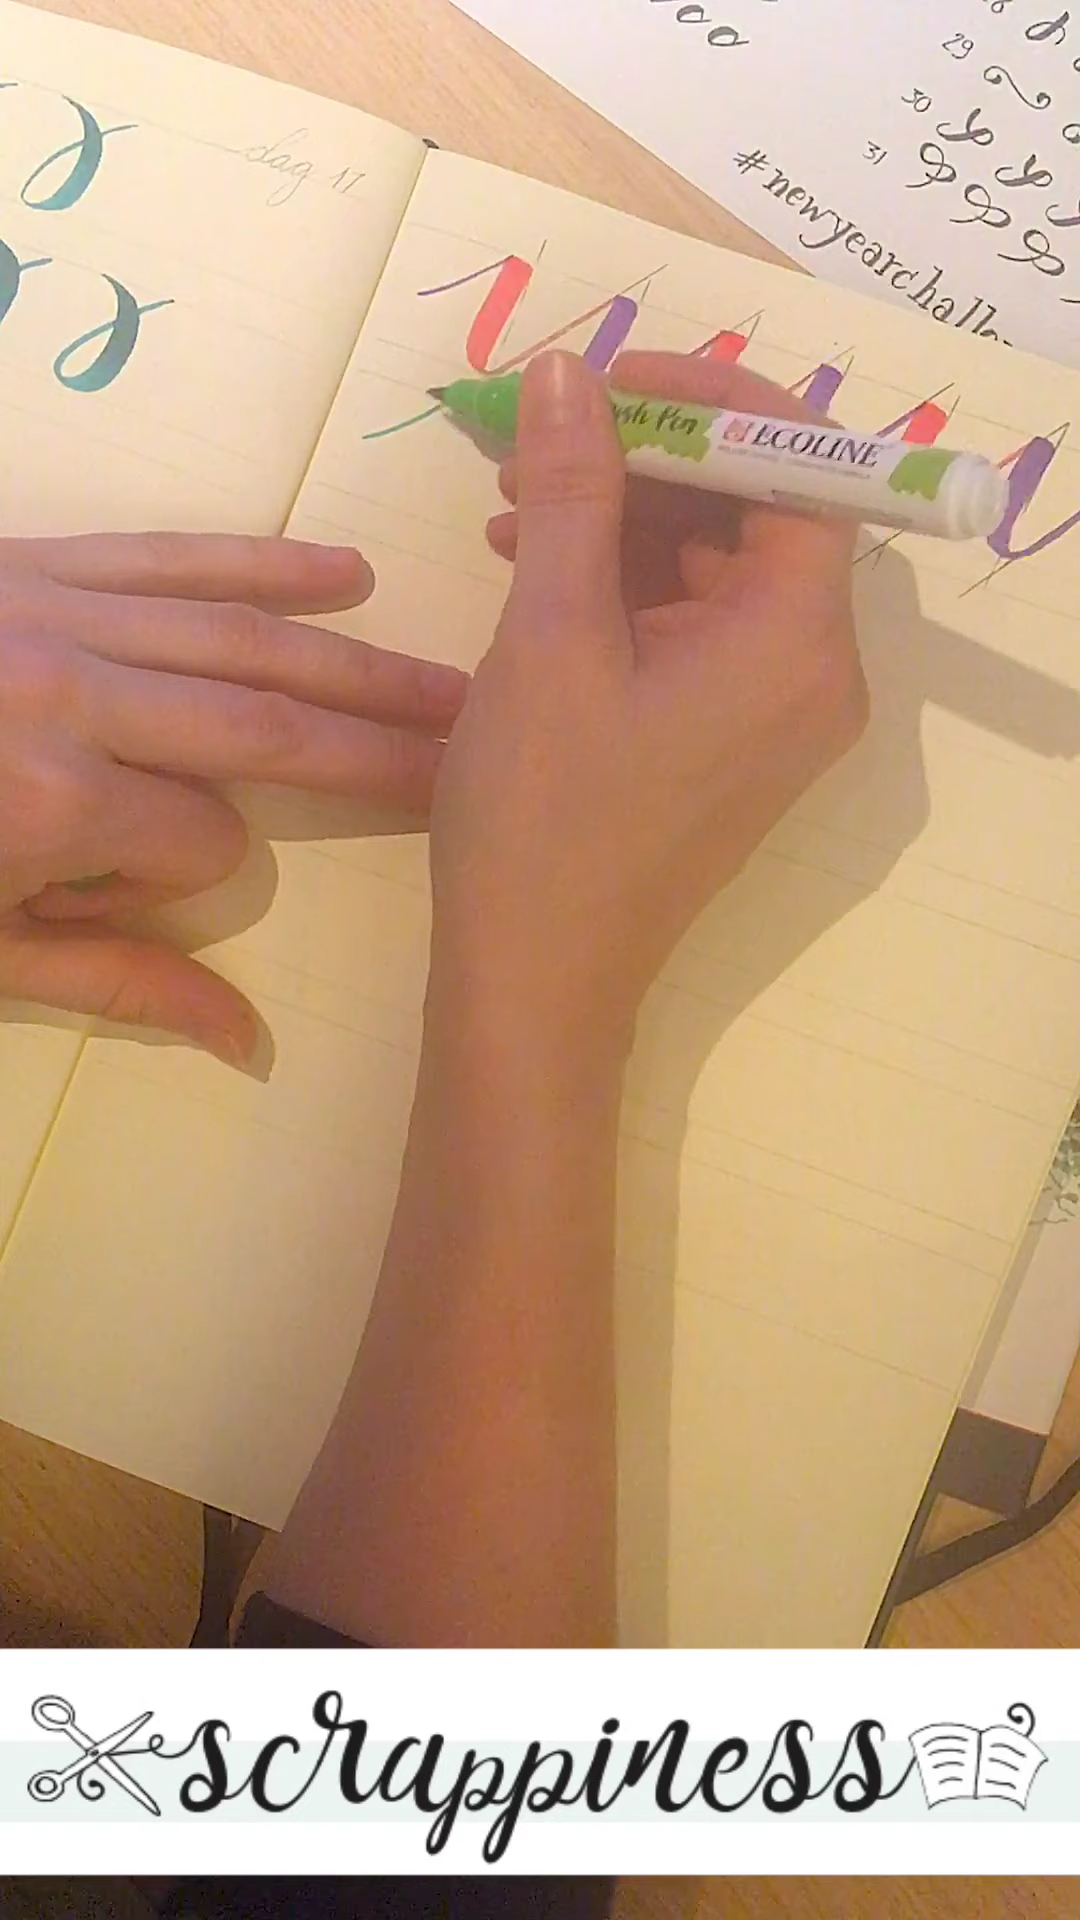 dag 17
29
30
31
#newyearchalle
Brush Pen
ECOLINE
scrappiness